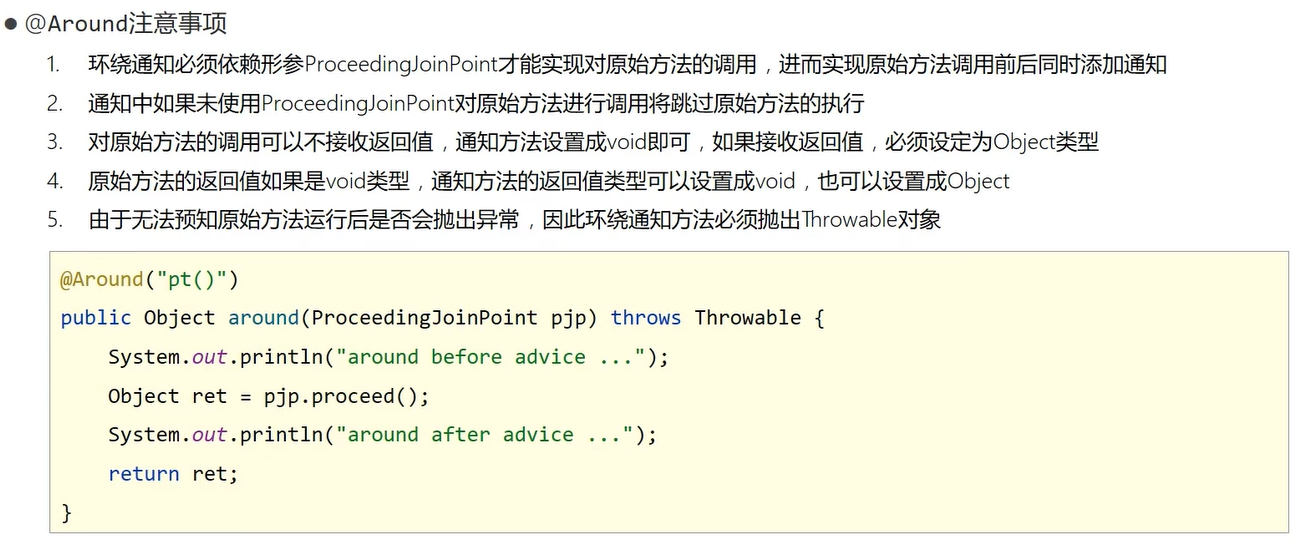 ● @Around注意事项
1. 环绕通知必须依赖形参ProceedingJoinPoint才能实现对原始方法的调用，进而实现原始方法调用前后同时添加通知
2. 通知中如果未使用ProceedingJoinPoint对原始方法进行调用将跳过原始方法的执行
3. 对原始方法的调用可以不接收返回值，通知方法设置成void即可，如果接收返回值，必须设定为Object类型
4. 原始方法的返回值如果是void类型，通知方法的返回值类型可以设置成void，也可以设置成Object
5. 由于无法预知原始方法运行后是否会抛出异常，因此环绕通知方法必须抛出Throwable对象
@Around("pt()")
public Object around(ProceedingJoinPoint pjp) throws Throwable {
    System.out.println("around before advice ...");
    Object ret = pjp.proceed();
    System.out.println("around after advice ...");
    return ret;
}